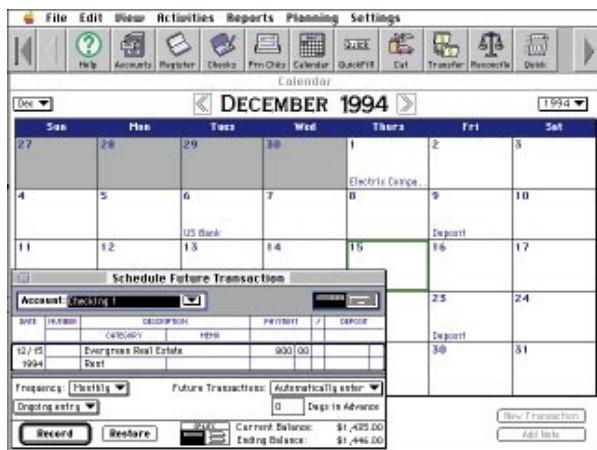 File Edit View Activities Reports Planning Settings
Help Accounts Register Checks Prn Chks Calendar QuickFill Cat Transfer Reconcile
Calendar
Dec DECEMBER 1994 1994
Sun Mon Tues Wed Thurs Fri Sat
27 28 29 30 1 2 3
Electric Compa...
4 5 6 7 8 9 10
US Bank Deposit
11 12 13 14 15 16 17
Schedule Future Transaction
Account: Checking 1
23 24
DATE NUMBER DESCRIPTION PAYMENT / DEPOSIT
CATEGORY MEMO
Deposit
12/15 Evergreen Real Estate 800 00
30 31
1994 Rent
Frequency: Monthly Future Transactions: Automatically enter
Ongoing entry 0 Days in Advance
New Transaction
Record Restore Current Balance: $1,435.00
Add Note
Ending Balance: $1,446.00